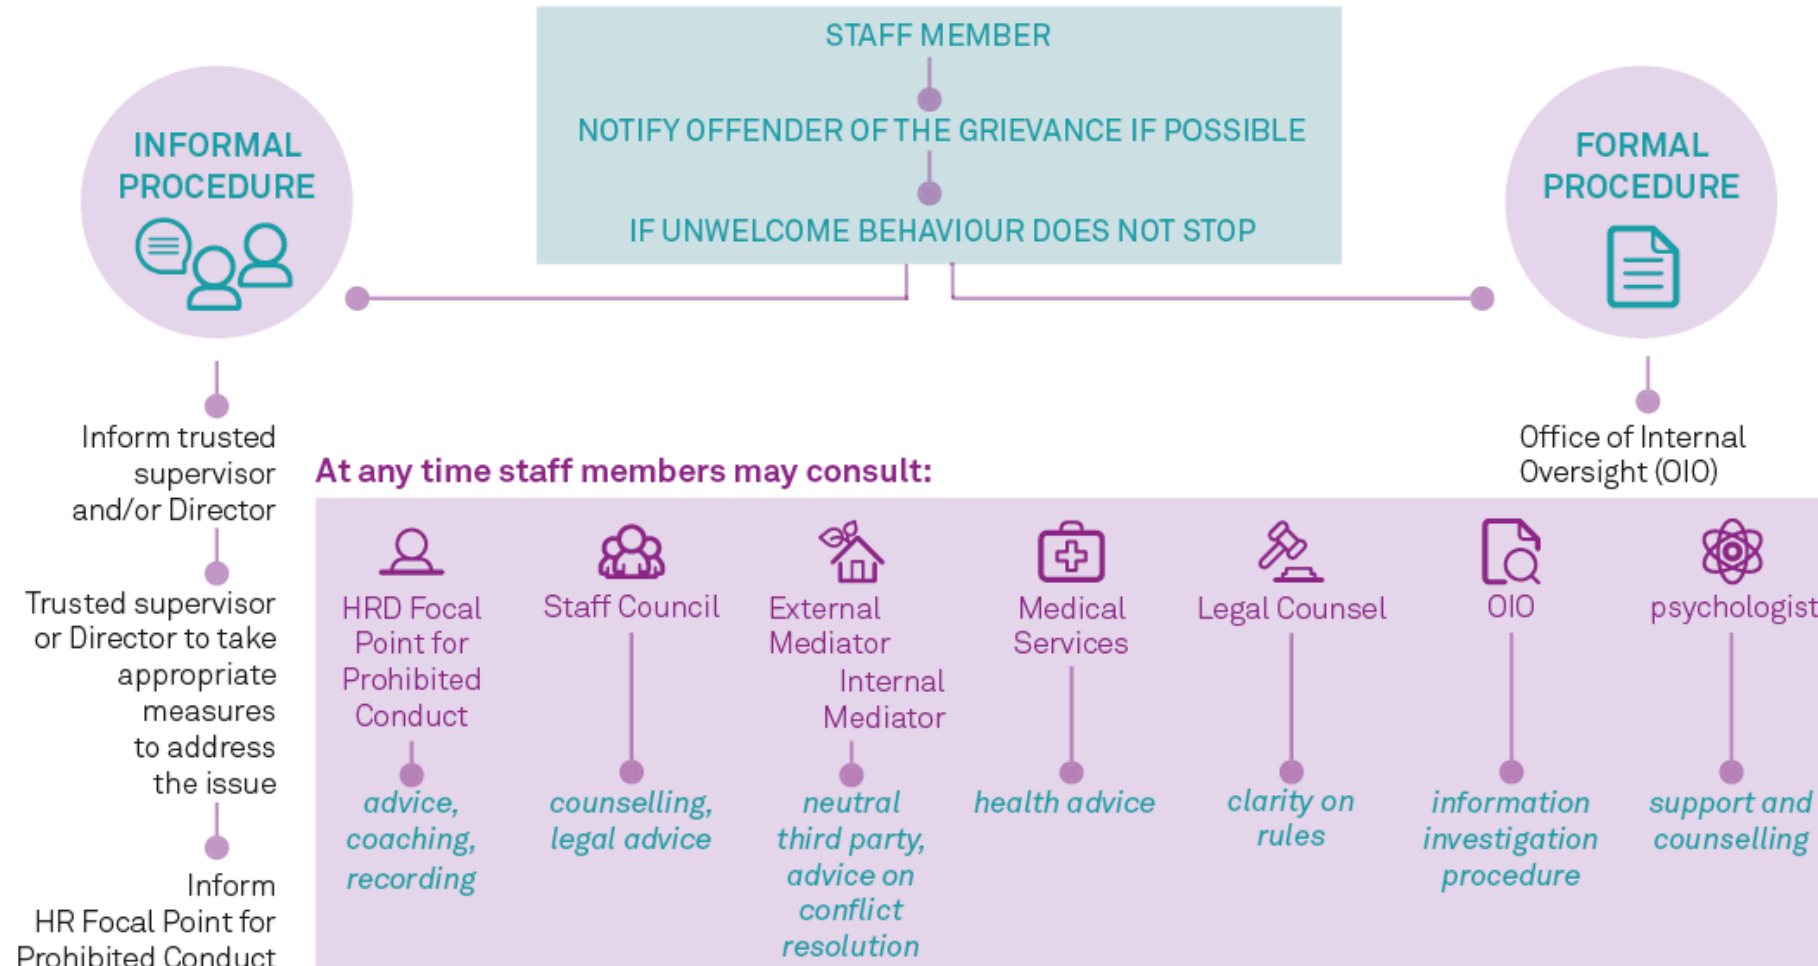 STAFF MEMBER
NOTIFY OFFENDER OF THE GRIEVANCE IF POSSIBLE
IF UNWELCOME BEHAVIOUR DOES NOT STOP
INFORMAL
PROCEDURE
Inform trusted
supervisor
and/or Director
Trusted supervisor
or Director to take
appropriate
measures
to address
the issue
Inform
HR Focal Point for
Prohibited Conduct
FORMAL
PROCEDURE
Office of Internal
Oversight (OIO)
At any time staff members may consult:
HRD Focal
Point for
Prohibited
Conduct
advice,
coaching,
recording
Staff Council
counselling,
legal advice
External
Mediator
Internal
Mediator
neutral
third party,
advice on
conflict
resolution
Medical
Services
health advice
Legal Counsel
clarity on
rules
OIO
information
investigation
procedure
psychologist
support and
counselling